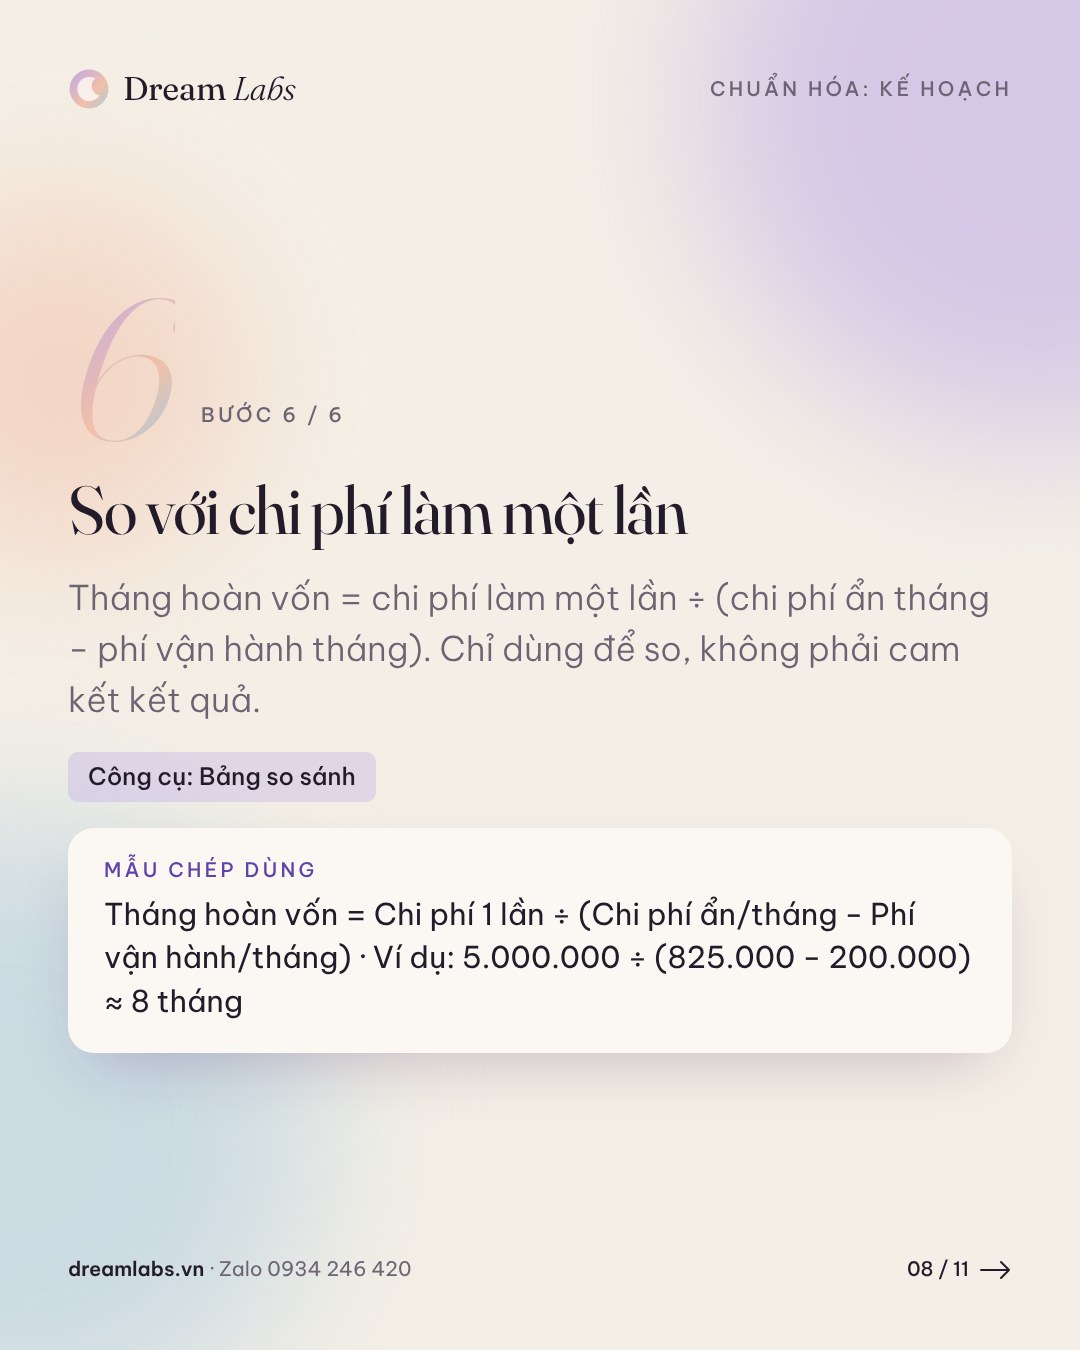 Dream Labs
CHUẨN HÓA: KẾ HOẠCH
6
BƯỚC 6 / 6
So với chi phí làm một lần
Tháng hoàn vốn = chi phí làm một lần ÷ (chi phí ẩn tháng
– phí vận hành tháng). Chỉ dùng để so, không phải cam
kết kết quả.
Công cụ: Bảng so sánh
MẪU CHÉP DÙNG
Tháng hoàn vốn = Chi phí 1 lần ÷ (Chi phí ẩn/tháng – Phí
vận hành/tháng) · Ví dụ: 5.000.000 ÷ (825.000 – 200.000)
≈ 8 tháng
dreamlabs.vn · Zalo 0934 246 420
08 / 11 →